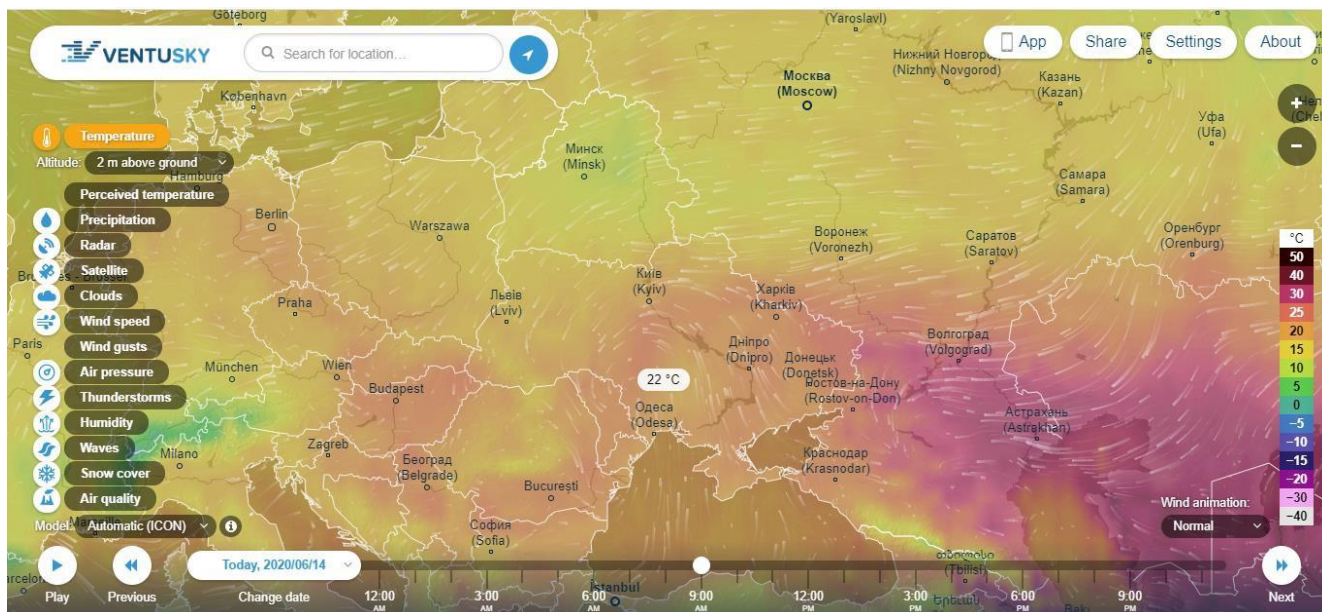 Göteborg
(Yaroslavl)
VENTUSKY
Search for location...
App
Share
Settings
About
Нижний Новгород
(Nizhny Novgorod)
Москва
(Moscow)
Казань
(Kazan)
København
Уфа
(Ufa)
+
−
Temperature
Altitude:
2 m above ground
Hamburg
Минск
(Minsk)
Самара
(Samara)
Perceived temperature
Precipitation
Berlin
Warszawa
Radar
Воронеж
(Voronezh)
Саратов
(Saratov)
Оренбург
(Orenburg)
°C
50
40
30
25
20
15
10
5
0
−5
−10
−15
−20
−30
−40
Satellite
Clouds
Київ
(Kyiv)
Харків
(Kharkiv)
Praha
Львів
(Lviv)
Wind speed
Wind gusts
Paris
Дніпро
(Dnipro)
Донецьк
(Donetsk)
Волгоград
(Volgograd)
München
Wien
Air pressure
22 °C
Budapest
Ростов-на-Дону
(Rostov-on-Don)
Thunderstorms
Одеса
(Odesa)
Астрахань
(Astrakhan)
Humidity
Waves
Zagreb
Milano
Београд
(Belgrade)
Краснодар
(Krasnodar)
Snow cover
Air quality
București
Wind animation:
Normal
Model:
Automatic (ICON)
София
(Sofia)
თბილისი
(Tbilisi)
Today, 2020/06/14
Play
Previous
Change date
12:00
AM
3:00
AM
6:00
AM
9:00
AM
12:00
PM
3:00
PM
6:00
PM
9:00
PM
Next
İstanbul